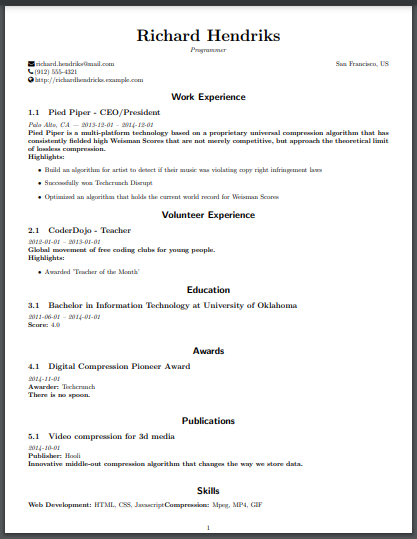 Richard Hendriks
Programmer
richard.hendriks@mail.com
San Francisco, US
(912) 555-4321
http://richardhendricks.example.com
Work Experience
1.1 Pied Piper - CEO/President
Palo Alto, CA — 2013-12-01 – 2014-12-01
Pied Piper is a multi-platform technology based on a proprietary universal compression algorithm that has
consistently fielded high Weisman Scores that are not merely competitive, but approach the theoretical limit
of lossless compression.
Highlights:
• Build an algorithm for artist to detect if their music was violating copy right infringement laws
• Successfully won Techcrunch Disrupt
• Optimized an algorithm that holds the current world record for Weisman Scores
Volunteer Experience
2.1 CoderDojo - Teacher
2012-01-01 – 2013-01-01
Global movement of free coding clubs for young people.
Highlights:
• Awarded 'Teacher of the Month'
Education
3.1 Bachelor in Information Technology at University of Oklahoma
2011-06-01 – 2014-01-01
Score: 4.0
Awards
4.1 Digital Compression Pioneer Award
2014-11-01
Awarder: Techcrunch
There is no spoon.
Publications
5.1 Video compression for 3d media
2014-10-01
Publisher: Hooli
Innovative middle-out compression algorithm that changes the way we store data.
Skills
Web Development: HTML, CSS, JavascriptCompression: Mpeg, MP4, GIF
1